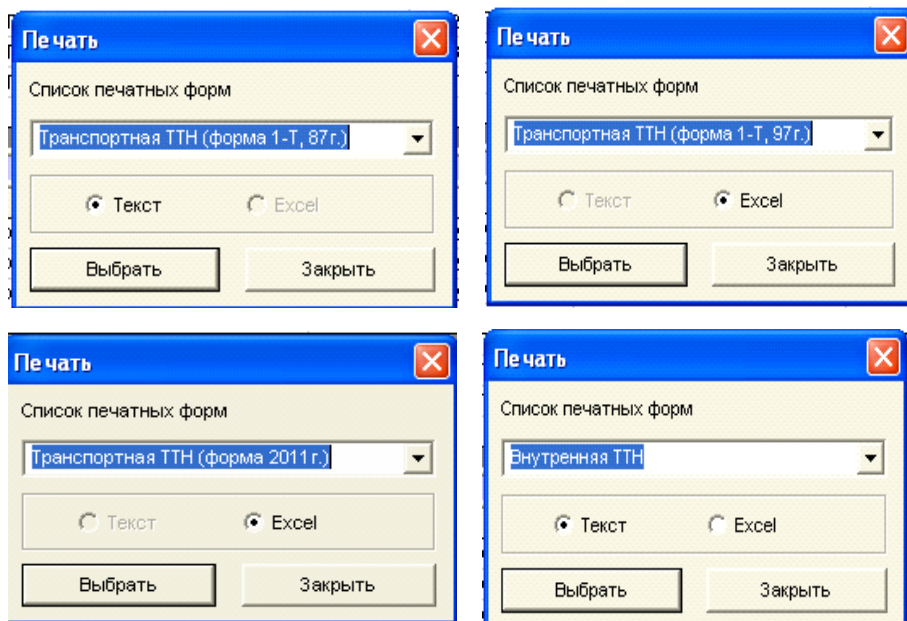 Печать
Список печатных форм
Транспортная ТТН (форма 1-Т, 87г.)
Текст Excel
Выбрать Закрыть
Печать
Список печатных форм
Транспортная ТТН (форма 1-Т, 97г.)
Текст Excel
Выбрать Закрыть
Печать
Список печатных форм
Транспортная ТТН (форма 2011г.)
Текст Excel
Выбрать Закрыть
Печать
Список печатных форм
Внутренняя ТТН
Текст Excel
Выбрать Закрыть